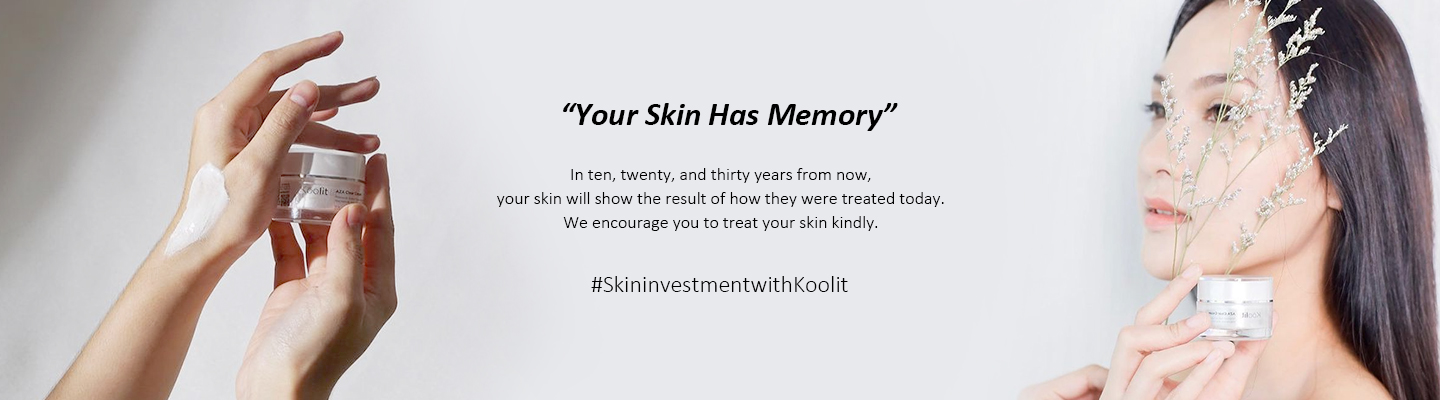 “Your Skin Has Memory”
In ten, twenty, and thirty years from now,
your skin will show the result of how they were treated today.
We encourage you to treat your skin kindly.
#SkininvestmentwithKoolit
Koolit